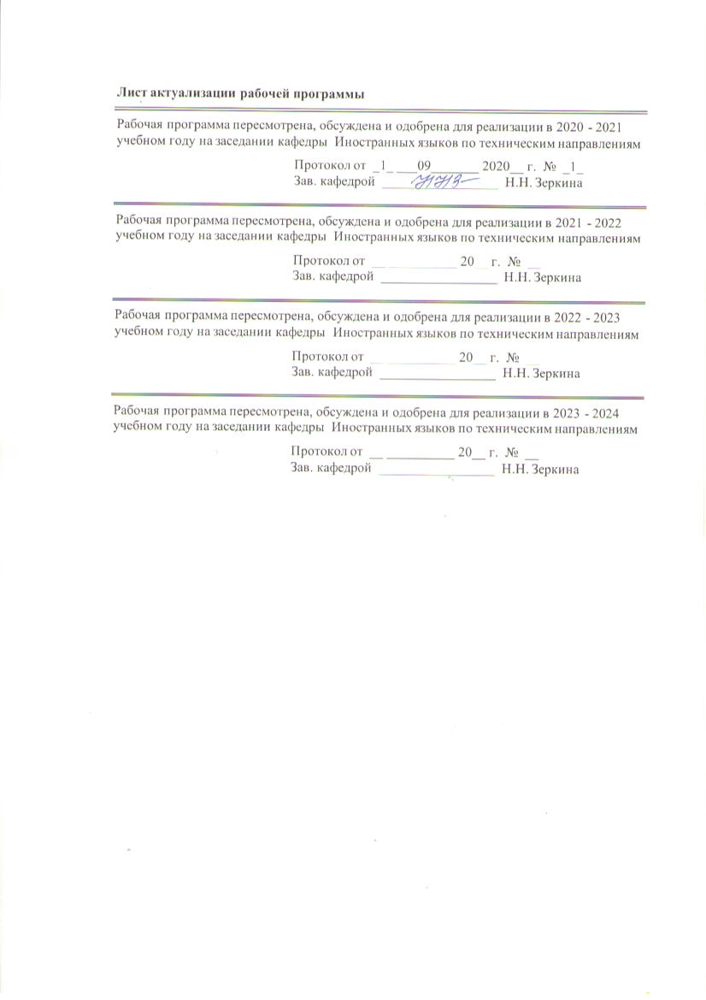 Лист актуализации рабочей программы
Рабочая программа пересмотрена, обсуждена и одобрена для реализации в 2020 - 2021
учебном году на заседании кафедры Иностранных языков по техническим направлениям
Протокол от _1_ ___09_______ 2020__ г. № _1_
Зав. кафедрой _________________ Н.Н. Зеркина
Рабочая программа пересмотрена, обсуждена и одобрена для реализации в 2021 - 2022
учебном году на заседании кафедры Иностранных языков по техническим направлениям
Протокол от __ __________ 20__ г. № __
Зав. кафедрой _________________ Н.Н. Зеркина
Рабочая программа пересмотрена, обсуждена и одобрена для реализации в 2022 - 2023
учебном году на заседании кафедры Иностранных языков по техническим направлениям
Протокол от __ __________ 20__ г. № __
Зав. кафедрой _________________ Н.Н. Зеркина
Рабочая программа пересмотрена, обсуждена и одобрена для реализации в 2023 - 2024
учебном году на заседании кафедры Иностранных языков по техническим направлениям
Протокол от __ __________ 20__ г. № __
Зав. кафедрой _________________ Н.Н. Зеркина